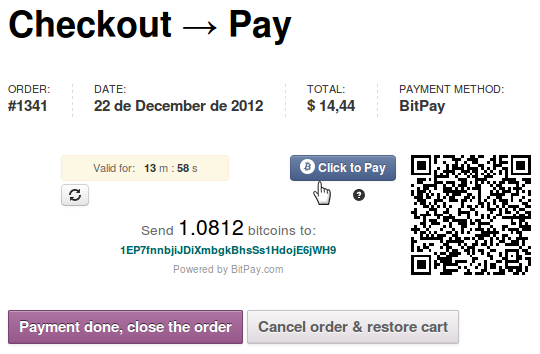 Checkout → Pay
ORDER: DATE: TOTAL: PAYMENT METHOD:
#1341 22 de December de 2012 $ 14,44 BitPay
Valid for: 13 m : 58 s Click to Pay
?
Send 1.0812 bitcoins to:
1EP7fnnbjiJDiXmbgkBhsSs1HdojE6jWH9
Powered by BitPay.com
Payment done, close the order Cancel order & restore cart